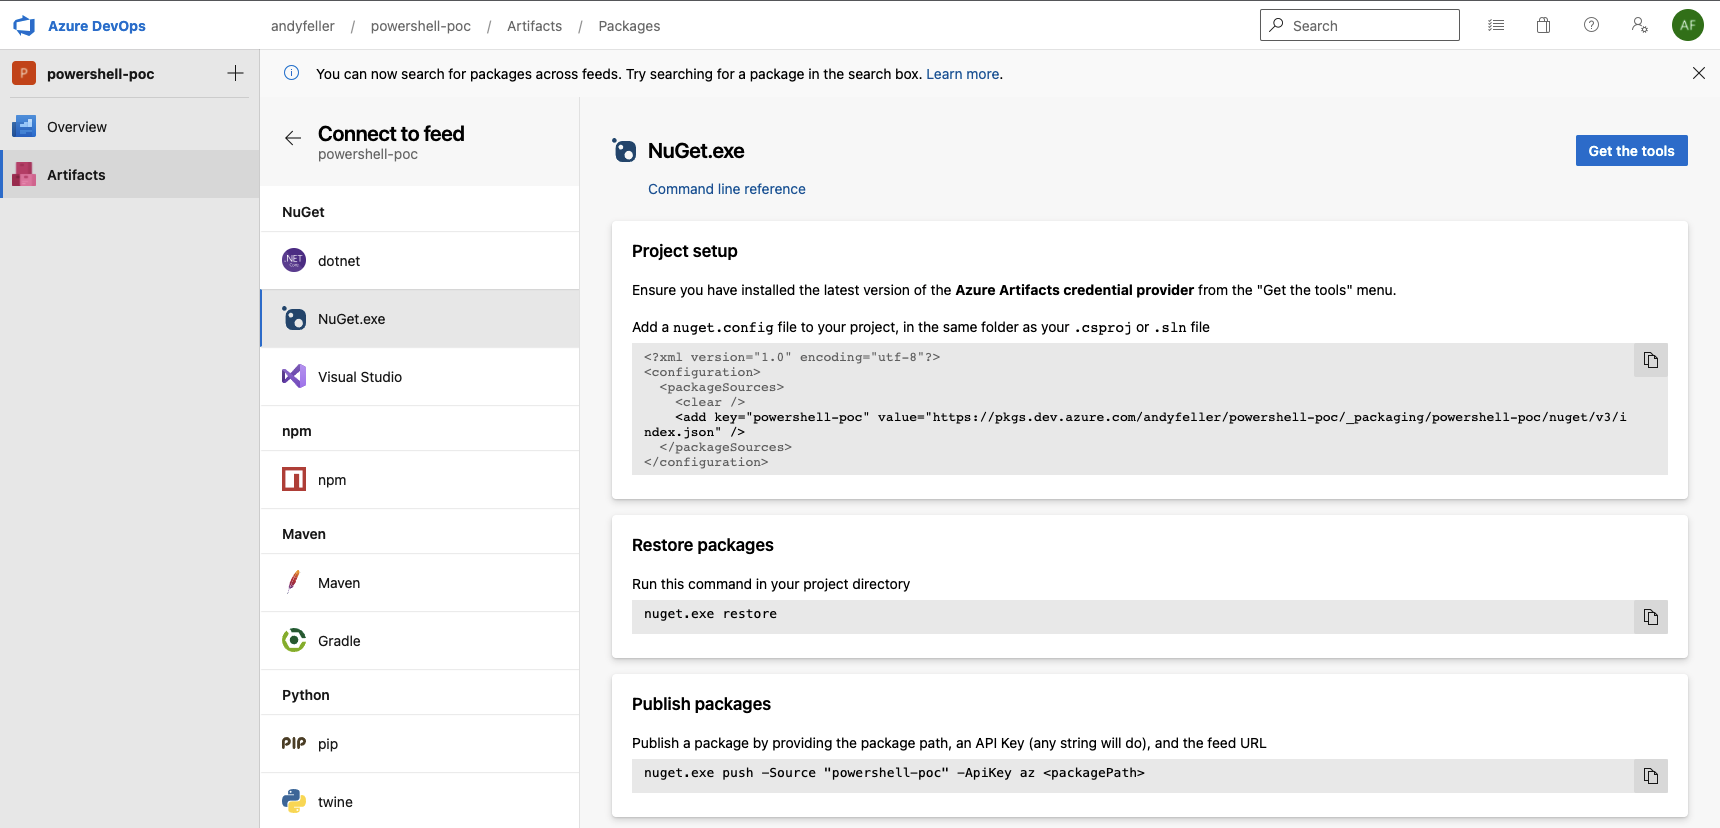 Azure DevOps
andyfeller / powershell-poc / Artifacts / Packages
Search
AF
P powershell-poc
Overview
Artifacts
You can now search for packages across feeds. Try searching for a package in the search box. Learn more.
Connect to feed
powershell-poc
NuGet
.NET Core
dotnet
NuGet.exe
Visual Studio
npm
npm
Maven
Maven
Gradle
Python
PIP pip
twine
NuGet.exe
Get the tools
Command line reference
Project setup
Ensure you have installed the latest version of the Azure Artifacts credential provider from the "Get the tools" menu.
Add a nuget.config file to your project, in the same folder as your .csproj or .sln file
<?xml version="1.0" encoding="utf-8"?>
<configuration>
  <packageSources>
    <clear />
    <add key="powershell-poc" value="https://pkgs.dev.azure.com/andyfeller/powershell-poc/_packaging/powershell-poc/nuget/v3/i
ndex.json" />
  </packageSources>
</configuration>
Restore packages
Run this command in your project directory
nuget.exe restore
Publish packages
Publish a package by providing the package path, an API Key (any string will do), and the feed URL
nuget.exe push -Source "powershell-poc" -ApiKey az <packagePath>